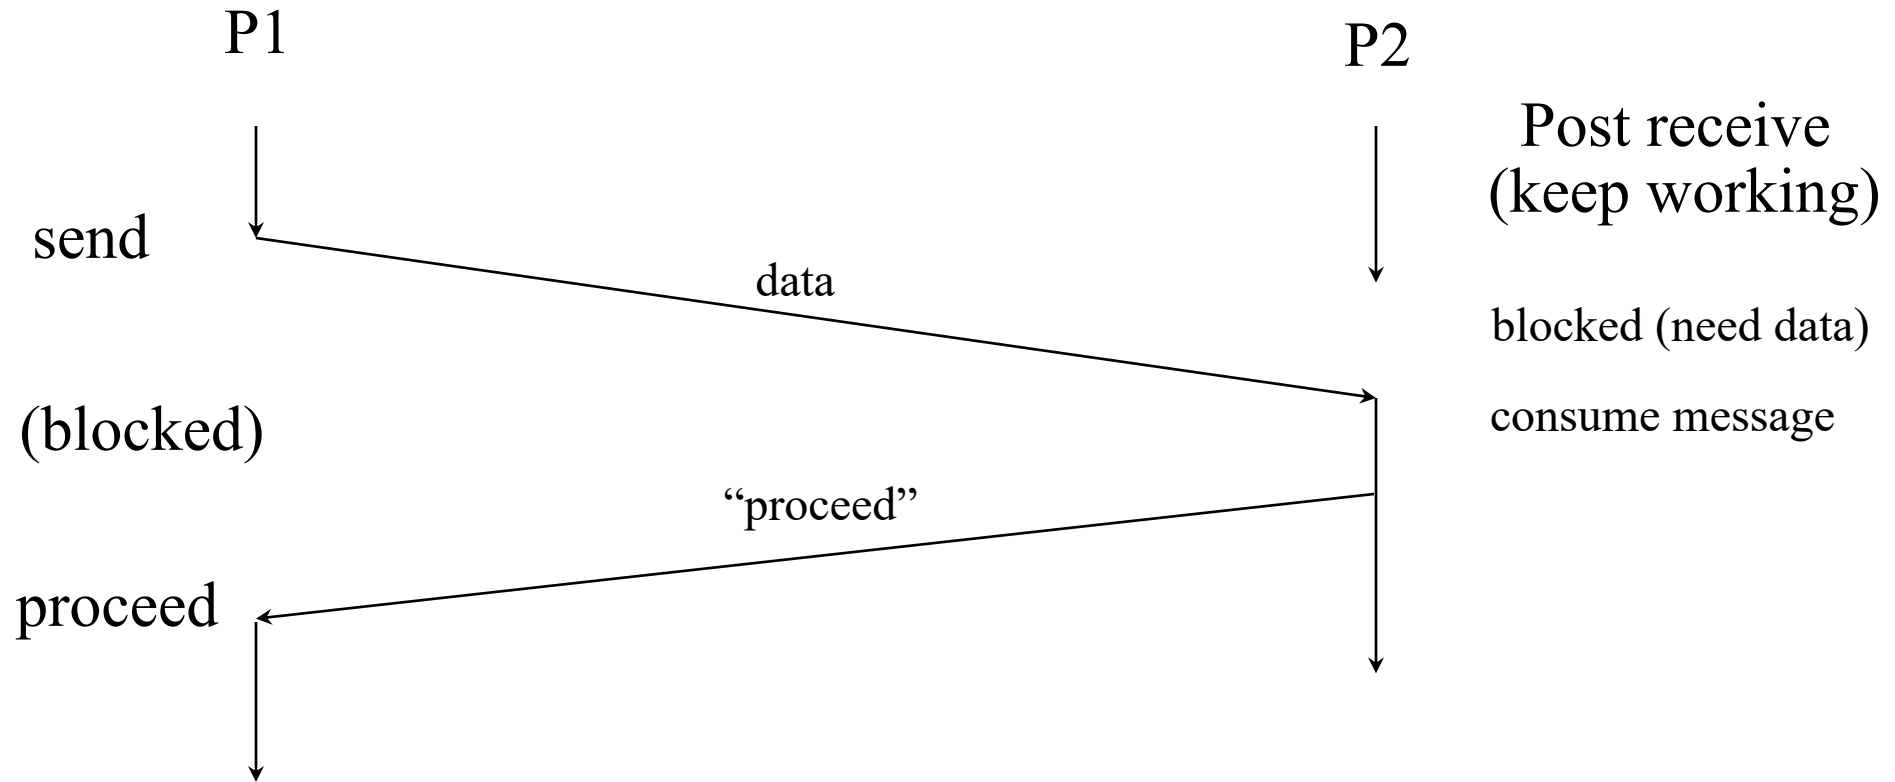 P1
P2
Post receive
(keep working)
send
data
blocked (need data)
(blocked)
consume message
“proceed”
proceed